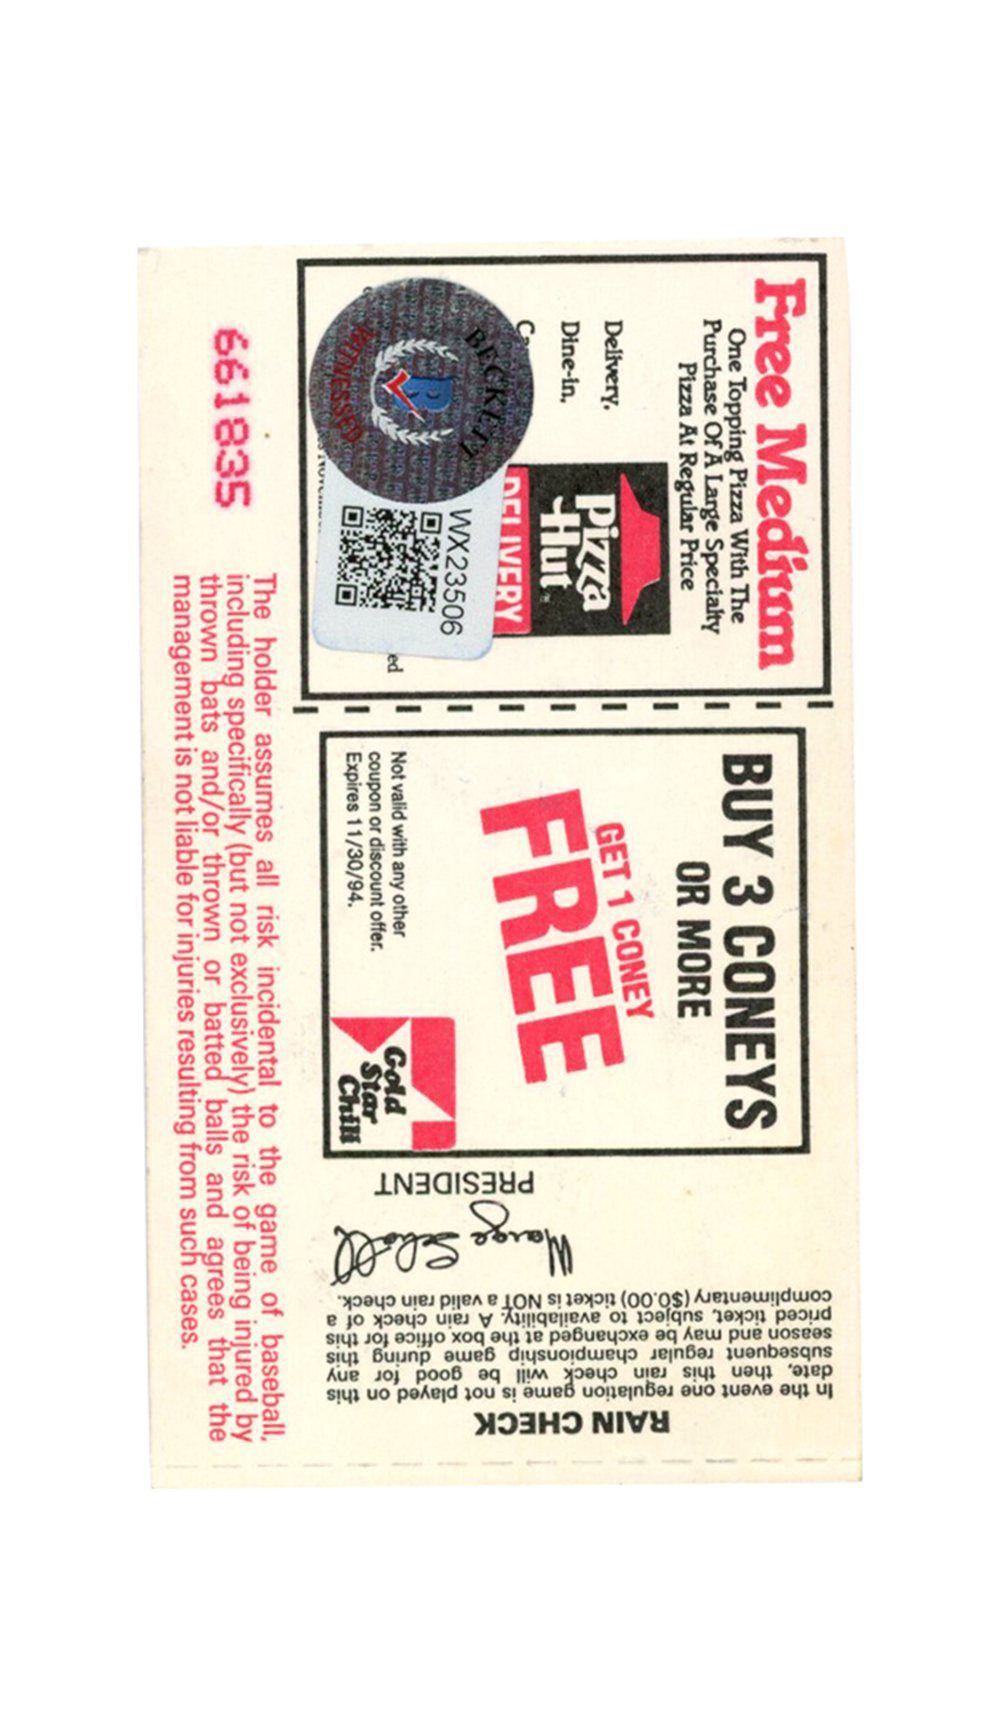 Free Medium
One Topping Pizza With The
Purchase Of A Large Specialty
Pizza At Regular Price
Delivery,
Dine-in,
Pizza
Hut
DELIVERY
ed
BECKETT
WITNESSED
B
WX23506
BUY 3 CONEYS
OR MORE
GET 1 CONEY
FREE
Not valid with any other
coupon or discount offer.
Expires 11/30/94.
Gold
Star
Chili
661835
The holder assumes all risk incidental to the game of baseball,
including specifically (but not exclusively) the risk of being injured by
thrown bats and/or thrown or batted balls and agrees that the
management is not liable for injuries resulting from such cases.
RAIN CHECK
In the event one regulation game is not played on this
date, then this rain check will be good for any
subsequent regular championship game during this
season and may be exchanged at the box office for this
priced ticket, subject to availability. A rain check of a
complimentary ($0.00) ticket is NOT a valid rain check.
Marge Schott
PRESIDENT